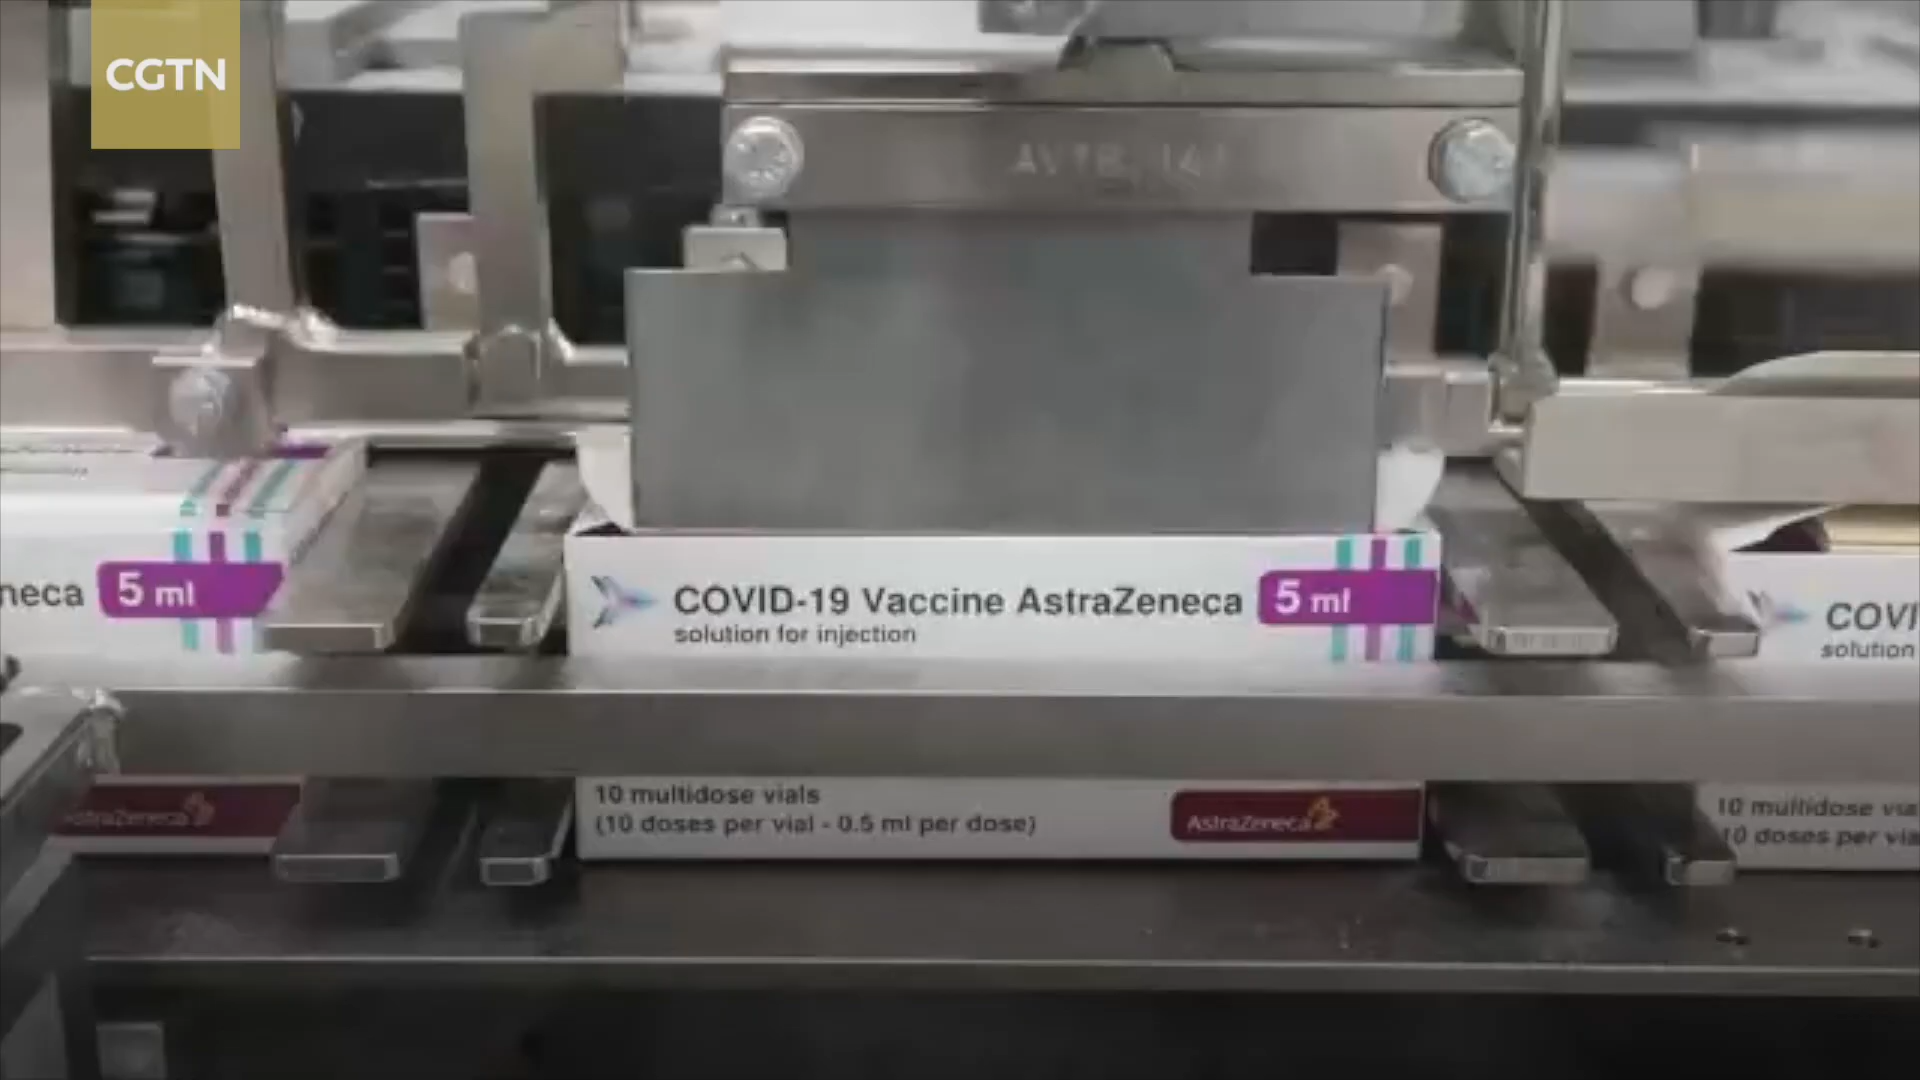 CGTN
neca 5 ml
COVID-19 Vaccine AstraZeneca 5 ml
solution for injection
COVI
solution
AstraZeneca
10 multidose vials
(10 doses per vial - 0.5 ml per dose)
AstraZeneca
10 multidose via
10 doses per via